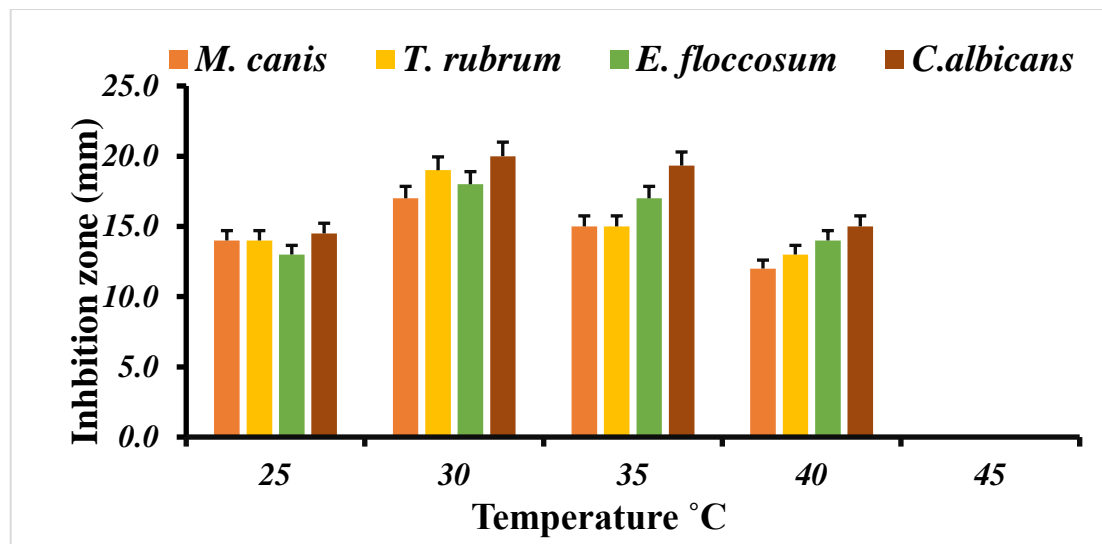 M. canis T. rubrum E. floccosum C.albicans
Inhbition zone (mm)
25.0
20.0
15.0
10.0
5.0
0.0
25 30 35 40 45
Temperature ˚C